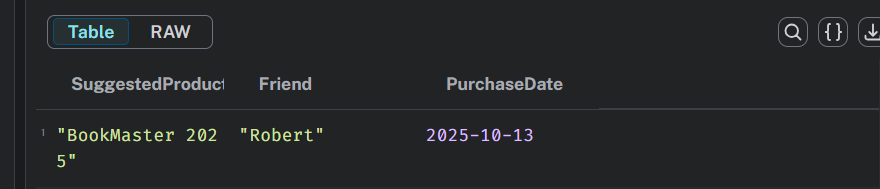 Table RAW
SuggestedProduct Friend PurchaseDate
1 "BookMaster 202 "Robert" 2025-10-13
5"